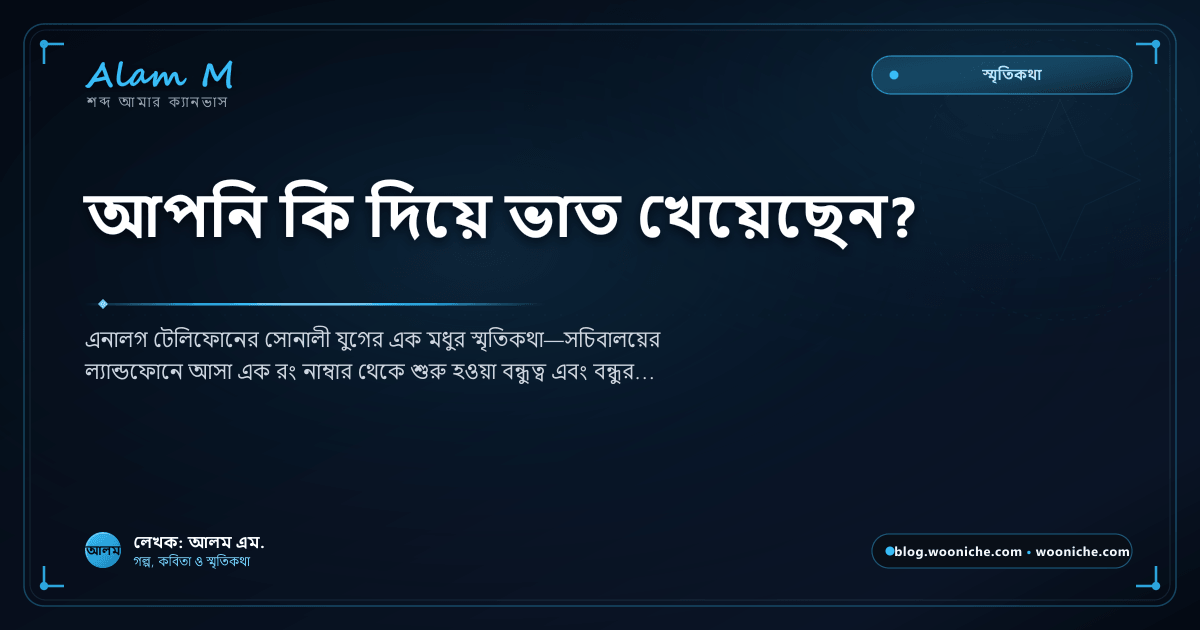 Alam M
শব্দ আমার ক্যানভাস
স্মৃতিকথা
আপনি কি দিয়ে ভাত খেয়েছেন?
এনালগ টেলিফোনের সোনালী যুগের এক মধুর স্মৃতিকথা—সচিবালয়ের
ল্যান্ডফোনে আসা এক রং নাম্বার থেকে শুরু হওয়া বন্ধুত্ব এবং বন্ধুর...
আলম
লেখক: আলম এম.
গল্প, কবিতা ও স্মৃতিকথা
blog.wooniche.com • wooniche.com